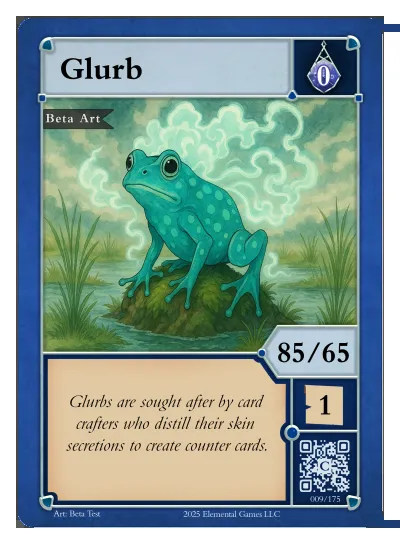 Glurb
0
Beta Art
85/65
Glurbs are sought after by card
crafters who distill their skin
secretions to create counter cards.
1
C
009/175
Art: Beta Test
2025 Elemental Games LLC